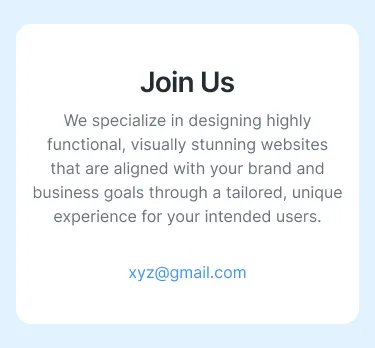 Join Us
We specialize in designing highly
functional, visually stunning websites
that are aligned with your brand and
business goals through a tailored, unique
experience for your intended users.
xyz@gmail.com